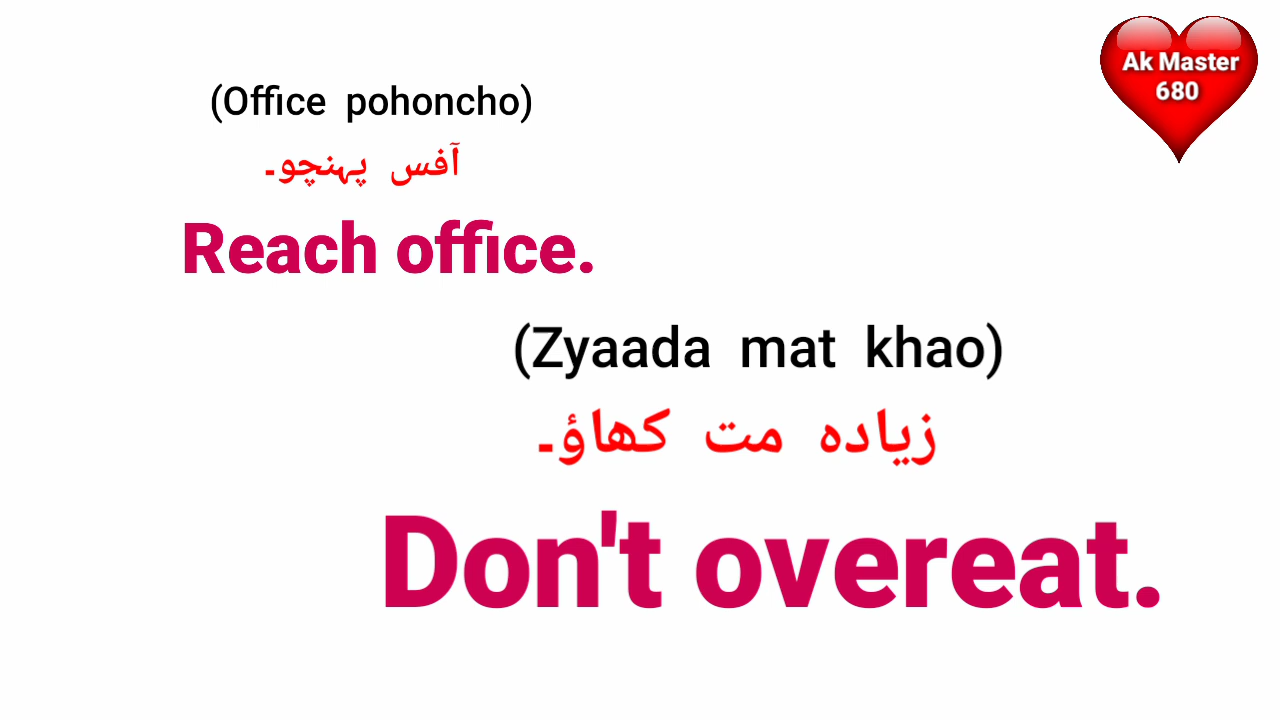 Ak Master
680
(Office pohoncho)
آفس پہنچو۔
Reach office.
(Zyaada mat khao)
زیادہ مت کھاؤ۔
Don't overeat.